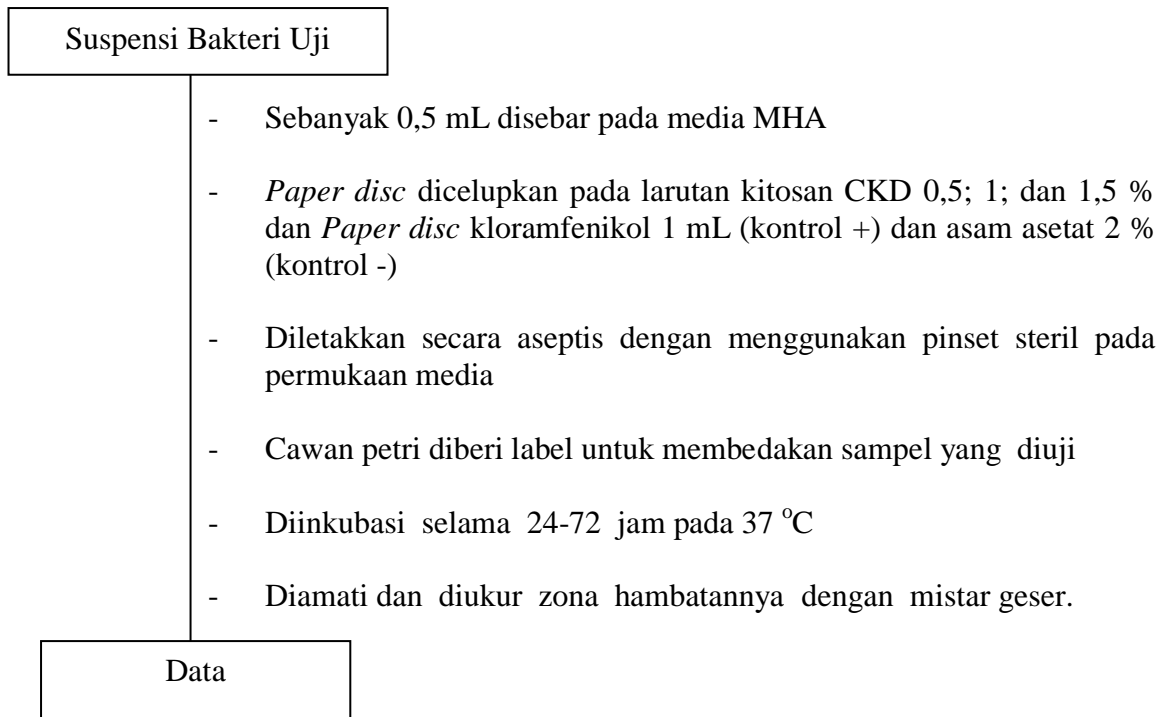 Suspensi Bakteri Uji
- Sebanyak 0,5 mL disebar pada media MHA
- Paper disc dicelupkan pada larutan kitosan CKD 0,5; 1; dan 1,5 %
dan Paper disc kloramfenikol 1 mL (kontrol +) dan asam asetat 2 %
(kontrol -)
- Diletakkan secara aseptis dengan menggunakan pinset steril pada
permukaan media
- Cawan petri diberi label untuk membedakan sampel yang diuji
- Diinkubasi selama 24-72 jam pada 37 °C
- Diamati dan diukur zona hambatannya dengan mistar geser.
Data